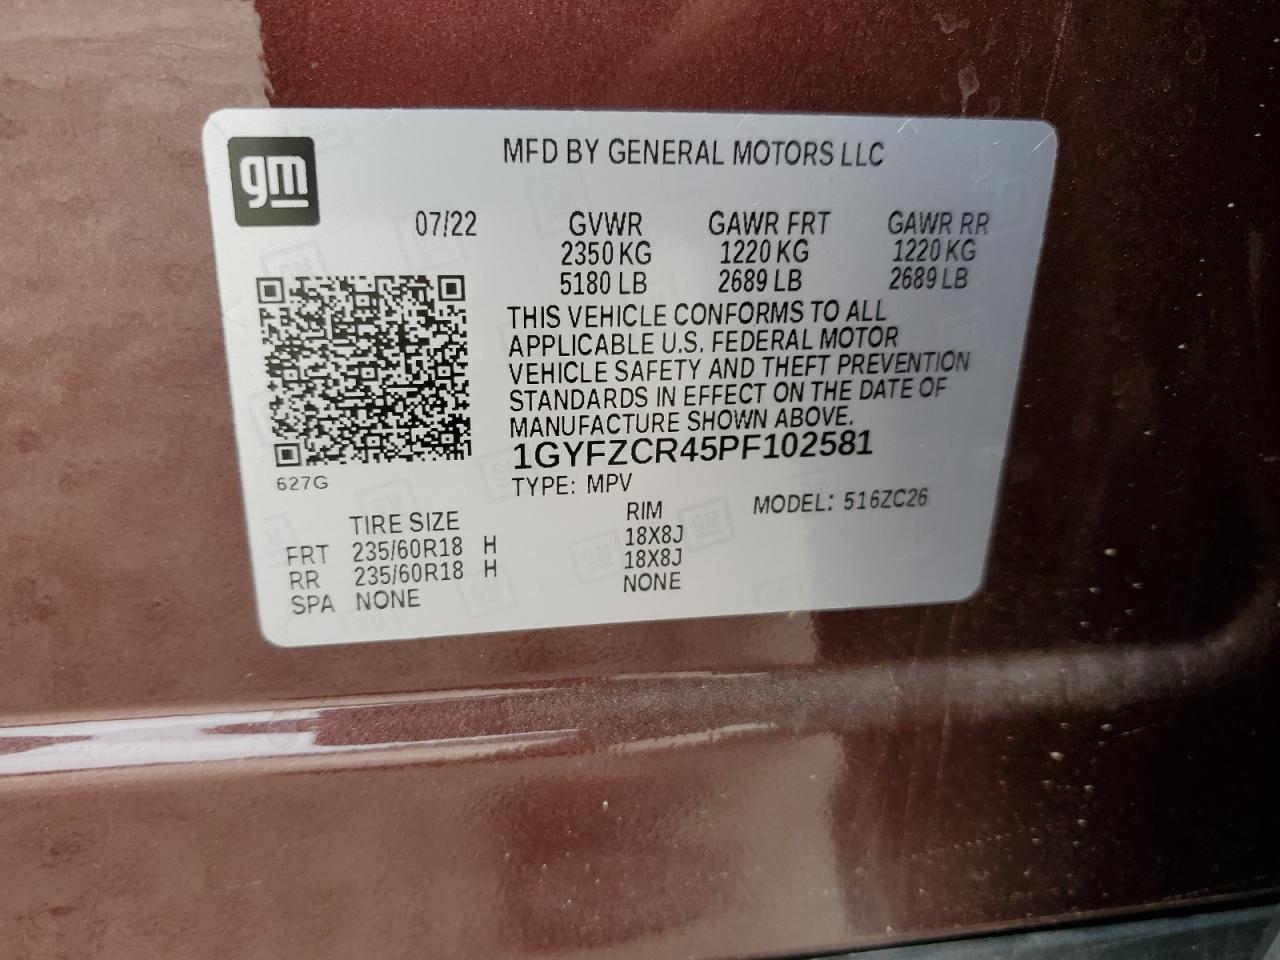 gm
MFD BY GENERAL MOTORS LLC
07/22 GVWR GAWR FRT GAWR RR
2350 KG 1220 KG 1220 KG
5180 LB 2689 LB 2689 LB
THIS VEHICLE CONFORMS TO ALL
APPLICABLE U.S. FEDERAL MOTOR
VEHICLE SAFETY AND THEFT PREVENTION
STANDARDS IN EFFECT ON THE DATE OF
MANUFACTURE SHOWN ABOVE.
1GYFZCR45PF102581
627G
TYPE: MPV
MODEL: 516ZC26
TIRE SIZE RIM
FRT 235/60R18 H 18X8J
RR 235/60R18 H 18X8J
SPA NONE NONE